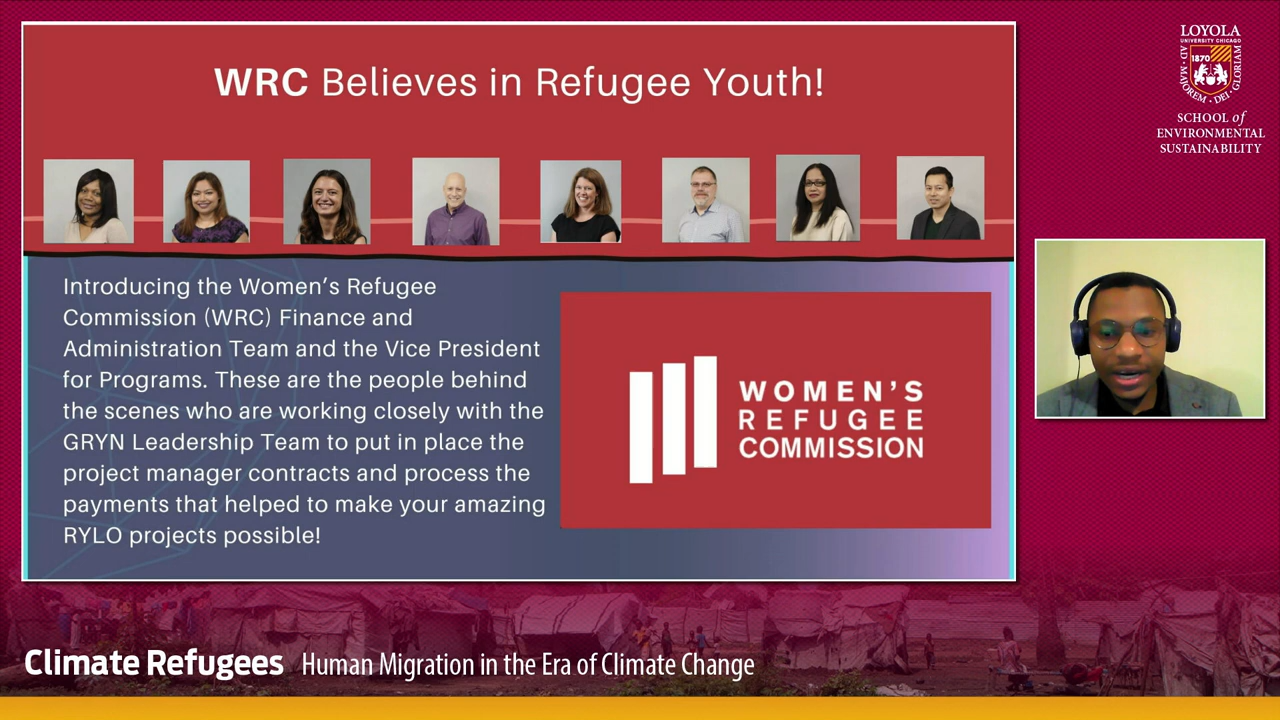 WRC Believes in Refugee Youth!
Introducing the Women's Refugee
Commission (WRC) Finance and
Administration Team and the Vice President
for Programs. These are the people behind
the scenes who are working closely with the
GRYN Leadership Team to put in place the
project manager contracts and process the
payments that helped to make your amazing
RYLO projects possible!
WOMEN'S
REFUGEE
COMMISSION
LOYOLA
UNIVERSITY CHICAGO
1870
AD • MAJOREM • DEI • GLORIAM
SCHOOL of
ENVIRONMENTAL
SUSTAINABILITY
Climate Refugees Human Migration in the Era of Climate Change